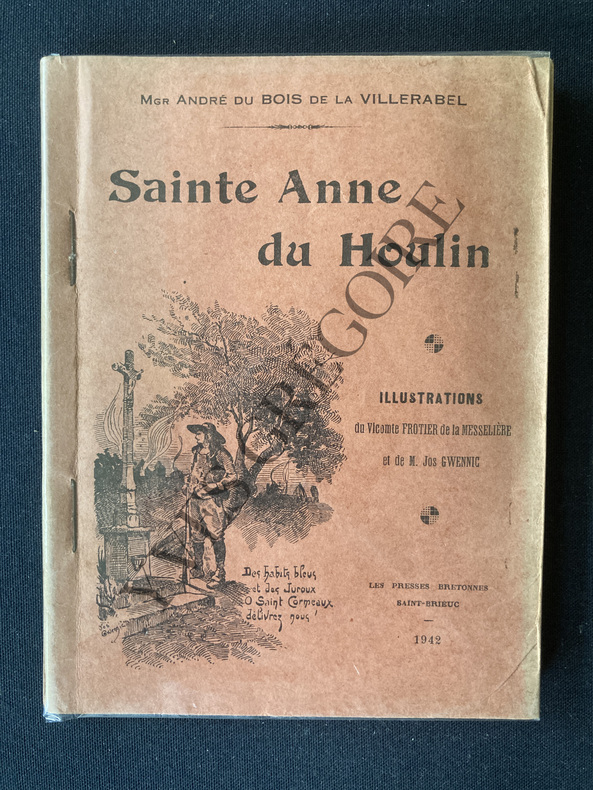 Mgr André du BOIS de la VILLERABEL
Sainte Anne
du Houlin
ILLUSTRATIONS
du Vicomte FROTIER de la MESSELIÈRE
et de M. Jos GWENNIC
Des habits bleus
et des Juroux
O Saint Cormeaux,
délivrez nous!
LES PRESSES BRETONNES
SAINT-BRIEUC
—
1942
YVES GRÉGOIRE